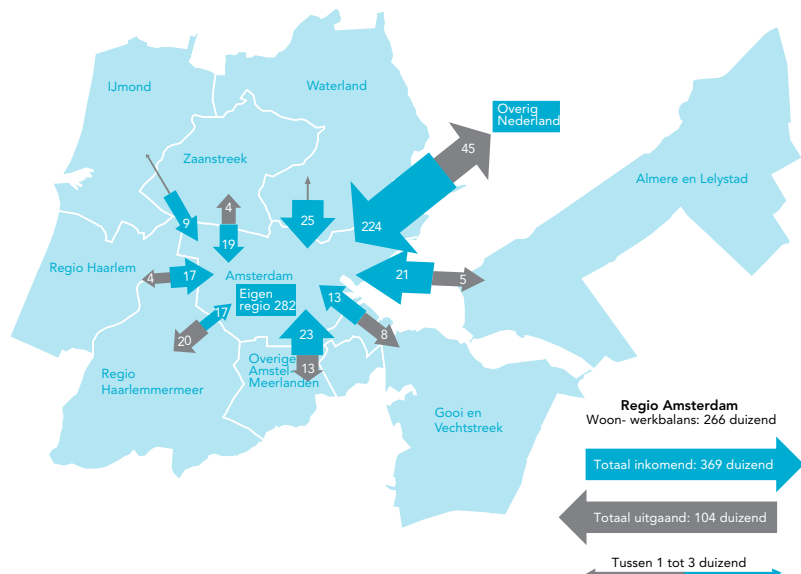 IJmond
Waterland
Overig
Nederland
45
Zaanstreek
Almere en Lelystad
4
9
25
224
19
Regio Haarlem
4
17
Amsterdam
21
5
Eigen
regio 282
13
17
20
23
8
Overige
Amstel-
Meerlanden
13
Regio
Haarlemmermeer
Gooi en
Vechtstreek
Regio Amsterdam
Woon- werkbalans: 266 duizend
Totaal inkomend: 369 duizend
Totaal uitgaand: 104 duizend
Tussen 1 tot 3 duizend